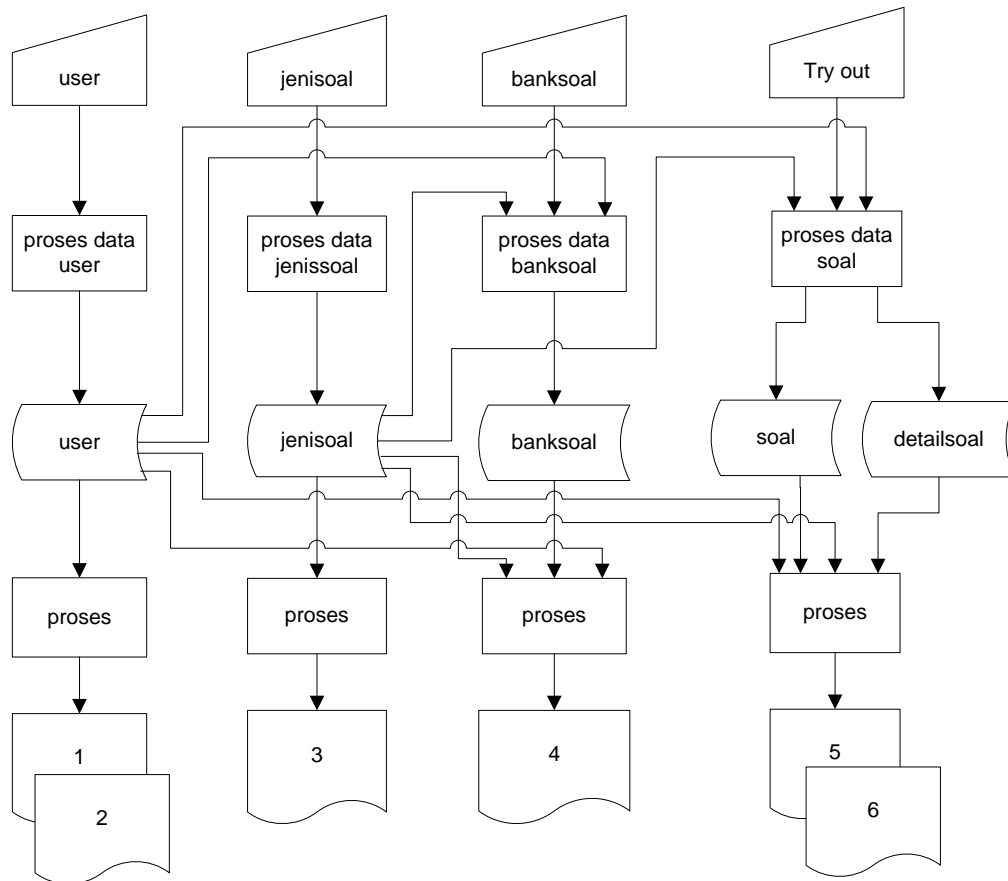 user
jenisoal
banksoal
Try out
proses data
user
proses data
jenissoal
proses data
banksoal
proses data
soal
user
jenisoal
banksoal
soal
detailsoal
proses
proses
proses
proses
1
2
3
4
5
6